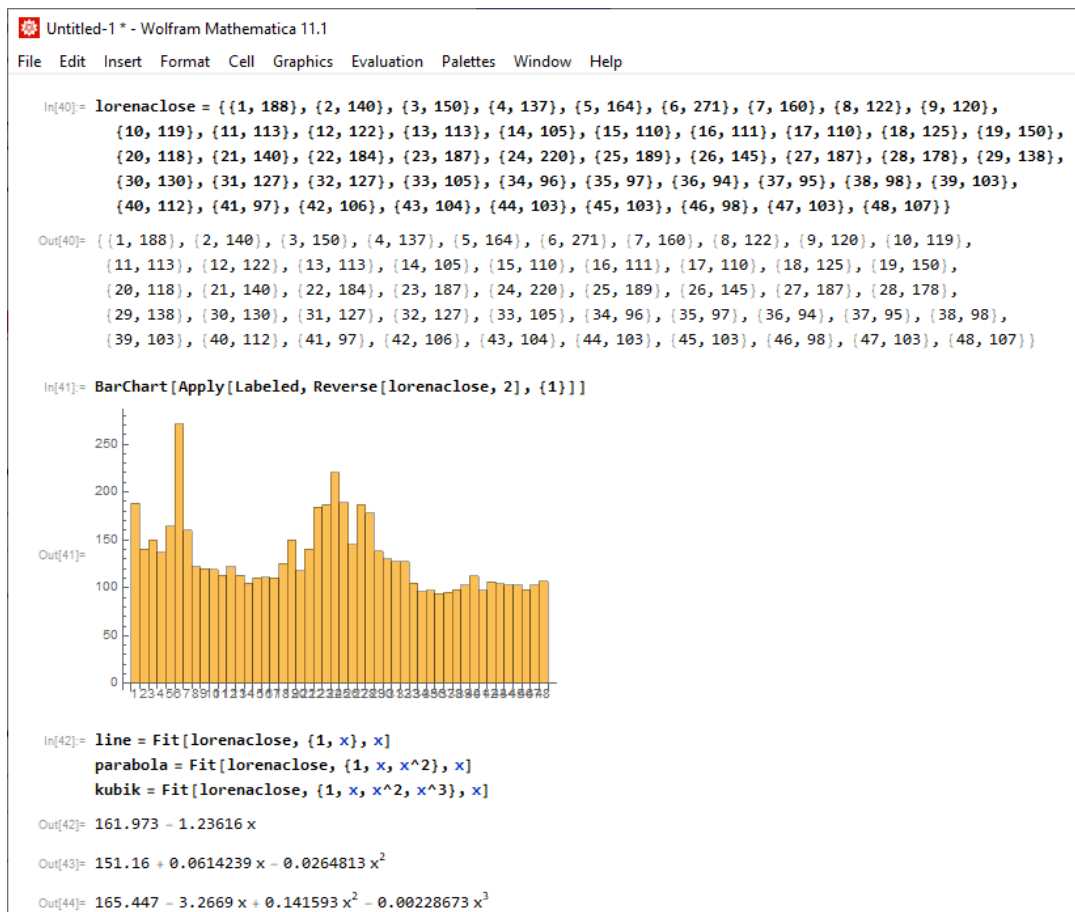 Untitled-1 * - Wolfram Mathematica 11.1
File Edit Insert Format Cell Graphics Evaluation Palettes Window Help
In[40]:= lorenaclose = {{1, 188}, {2, 140}, {3, 150}, {4, 137}, {5, 164}, {6, 271}, {7, 160}, {8, 122}, {9, 120},
{10, 119}, {11, 113}, {12, 122}, {13, 113}, {14, 105}, {15, 110}, {16, 111}, {17, 110}, {18, 125}, {19, 150},
{20, 118}, {21, 140}, {22, 184}, {23, 187}, {24, 220}, {25, 189}, {26, 145}, {27, 187}, {28, 178}, {29, 138},
{30, 130}, {31, 127}, {32, 127}, {33, 105}, {34, 96}, {35, 97}, {36, 94}, {37, 95}, {38, 98}, {39, 103},
{40, 112}, {41, 97}, {42, 106}, {43, 104}, {44, 103}, {45, 103}, {46, 98}, {47, 103}, {48, 107}}
Out[40]= {{1, 188}, {2, 140}, {3, 150}, {4, 137}, {5, 164}, {6, 271}, {7, 160}, {8, 122}, {9, 120}, {10, 119},
{11, 113}, {12, 122}, {13, 113}, {14, 105}, {15, 110}, {16, 111}, {17, 110}, {18, 125}, {19, 150},
{20, 118}, {21, 140}, {22, 184}, {23, 187}, {24, 220}, {25, 189}, {26, 145}, {27, 187}, {28, 178},
{29, 138}, {30, 130}, {31, 127}, {32, 127}, {33, 105}, {34, 96}, {35, 97}, {36, 94}, {37, 95}, {38, 98},
{39, 103}, {40, 112}, {41, 97}, {42, 106}, {43, 104}, {44, 103}, {45, 103}, {46, 98}, {47, 103}, {48, 107}}
In[41]:= BarChart[Apply[Labeled, Reverse[lorenaclose, 2], {1}]]
250
200
150
Out[41]=
100
50
0
1 2 3 4 5 6 7 8 9
In[42]:= line = Fit[lorenaclose, {1, x}, x]
parabola = Fit[lorenaclose, {1, x, x^2}, x]
kubik = Fit[lorenaclose, {1, x, x^2, x^3}, x]
Out[42]= 161.973 - 1.23616 x
Out[43]= 151.16 + 0.0614239 x - 0.0264813 x²
Out[44]= 165.447 - 3.2669 x + 0.141593 x² - 0.00228673 x³